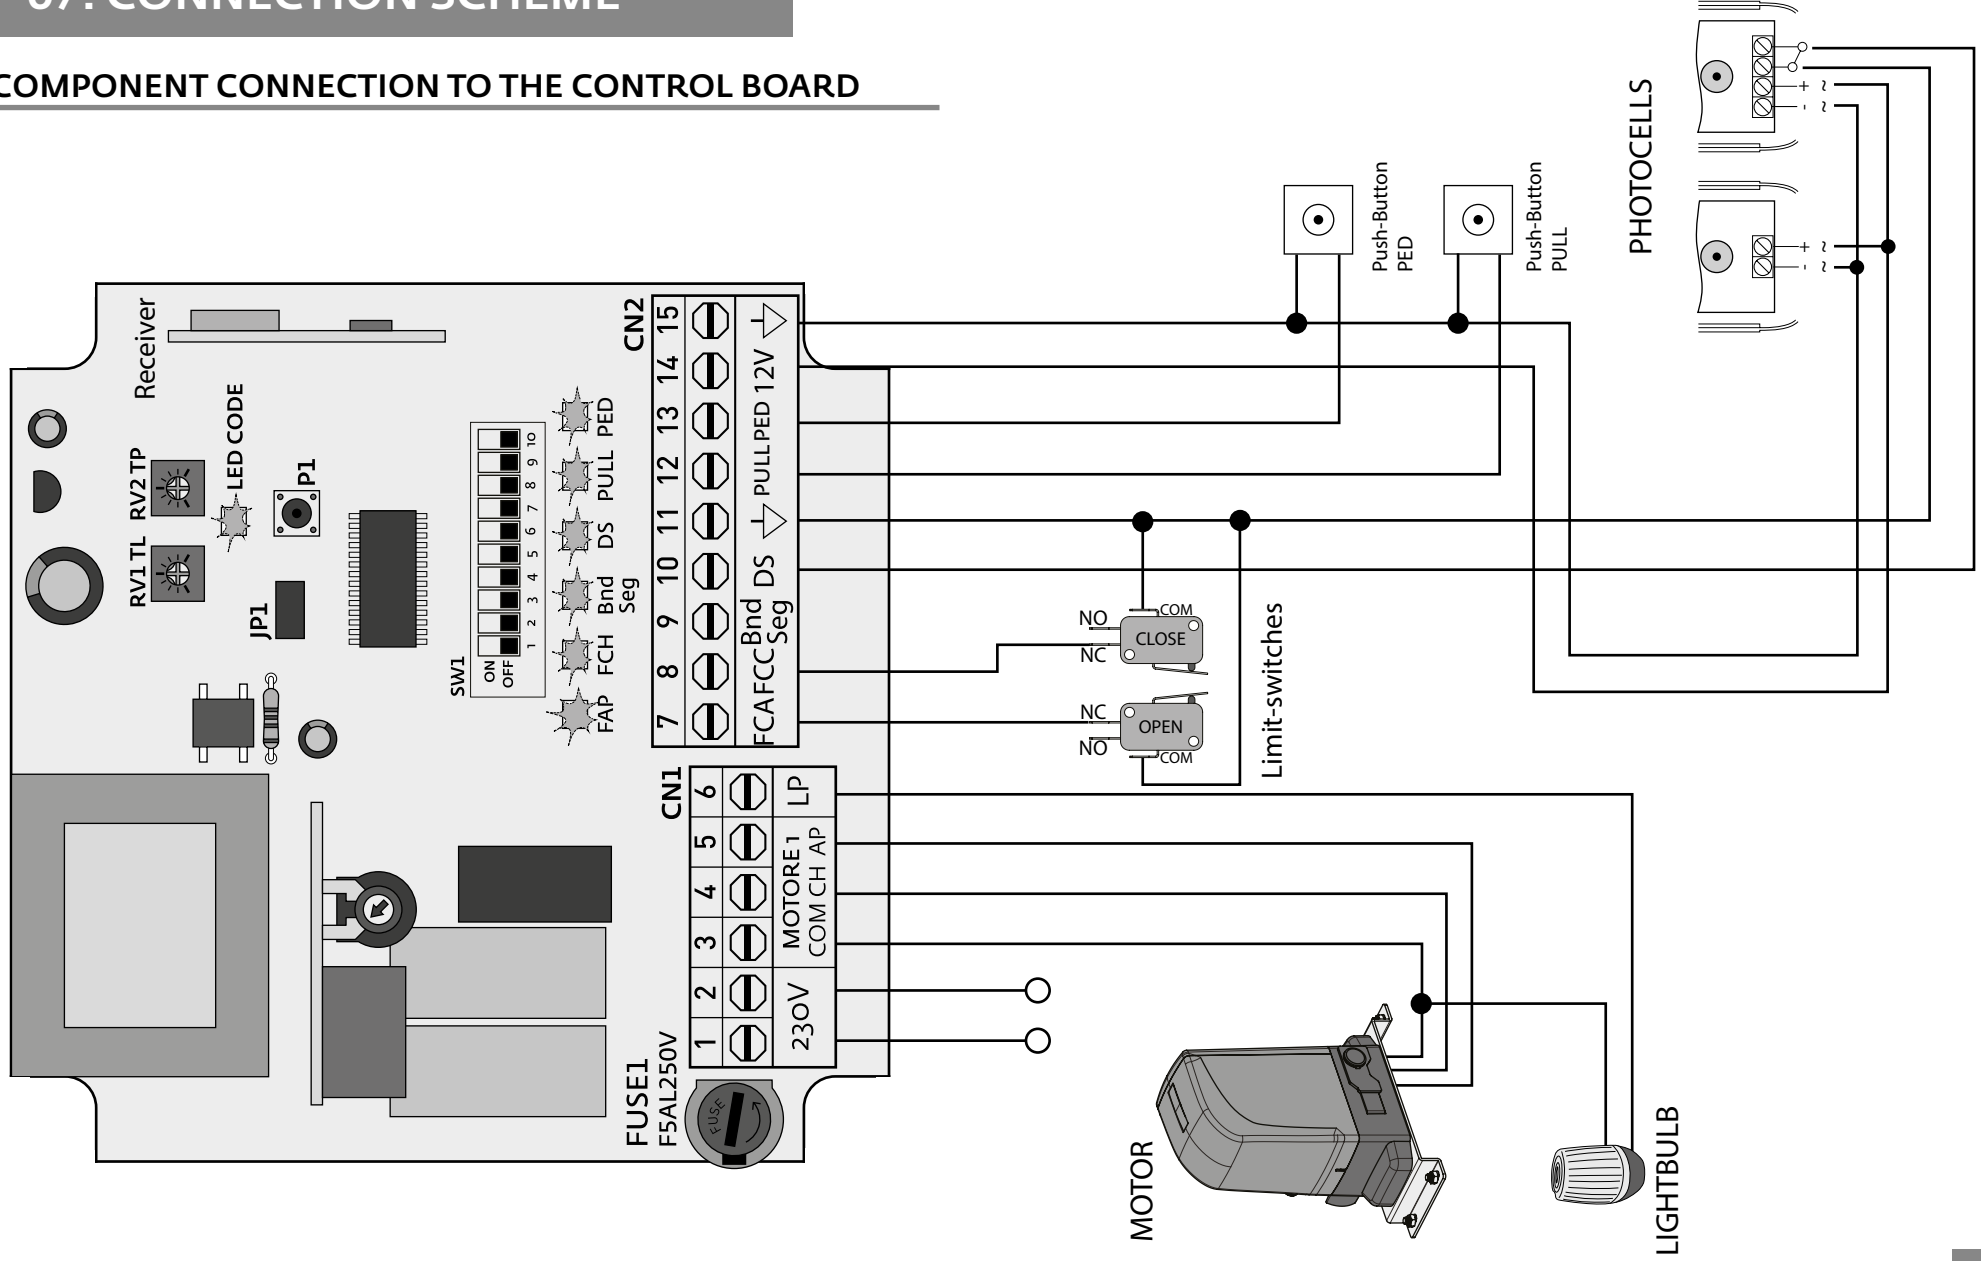 07. CONNECTION SCHEME
COMPONENT CONNECTION TO THE CONTROL BOARD
Receiver
LED CODE
RV2 TP
RV1 TL
P1
JP1
SW1
ON
OFF
1 2 3 4 5 6 7 8 9 10
FAP
FCH
Bnd
Seg
DS
PULL
PED
CN2
15
14 12V
13 PED
12 PULL
11
10 DS
9 Bnd
Seg
8 FCC
7 FCA
CN1
6 LP
5 AP
4 CH
3 COM
MOTORE 1
2
1
230V
FUSE1
F5AL250V
FUSE
Push-Button
PED
Push-Button
PULL
PHOTOCELLS
+ ~
- ~
+ ~
- ~
NO
COM
CLOSE
NC
NC
OPEN
NO
COM
Limit-switches
MOTOR
LIGHTBULB